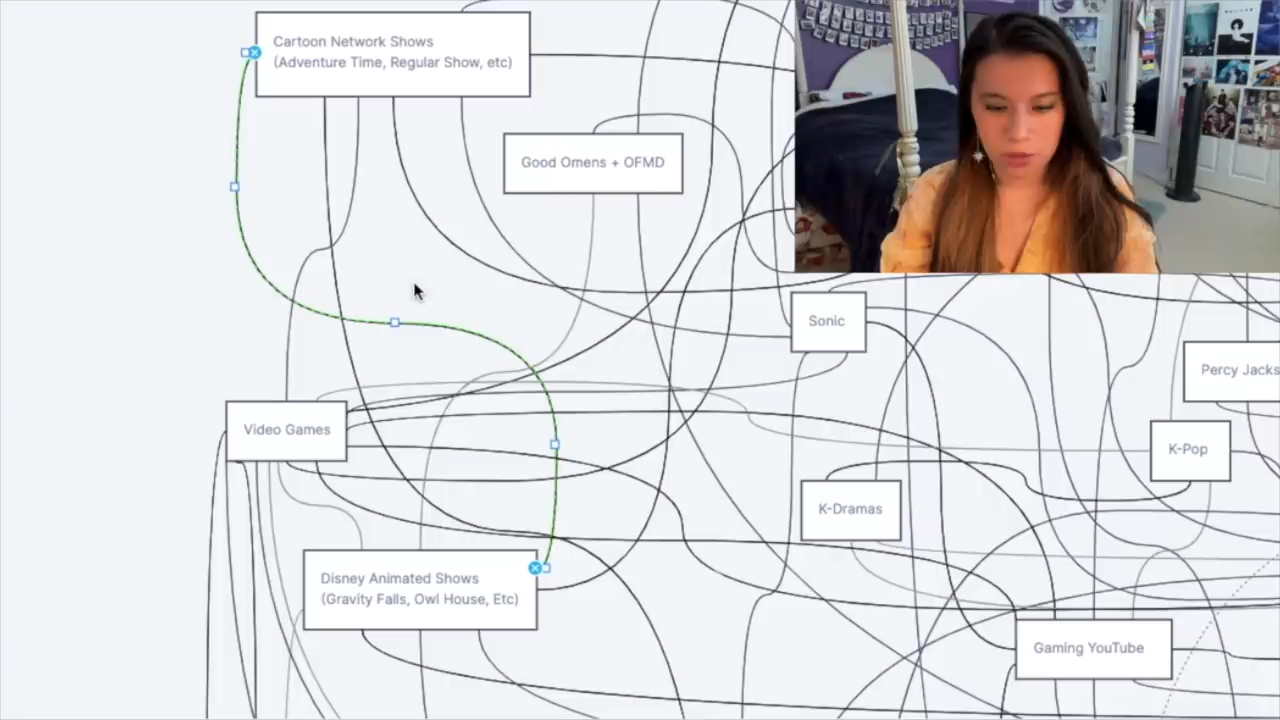 Cartoon Network Shows
(Adventure Time, Regular Show, etc)
Good Omens + OFMD
Sonic
Percy Jacks
Video Games
K-Pop
K-Dramas
Disney Animated Shows
(Gravity Falls, Owl House, Etc)
Gaming YouTube